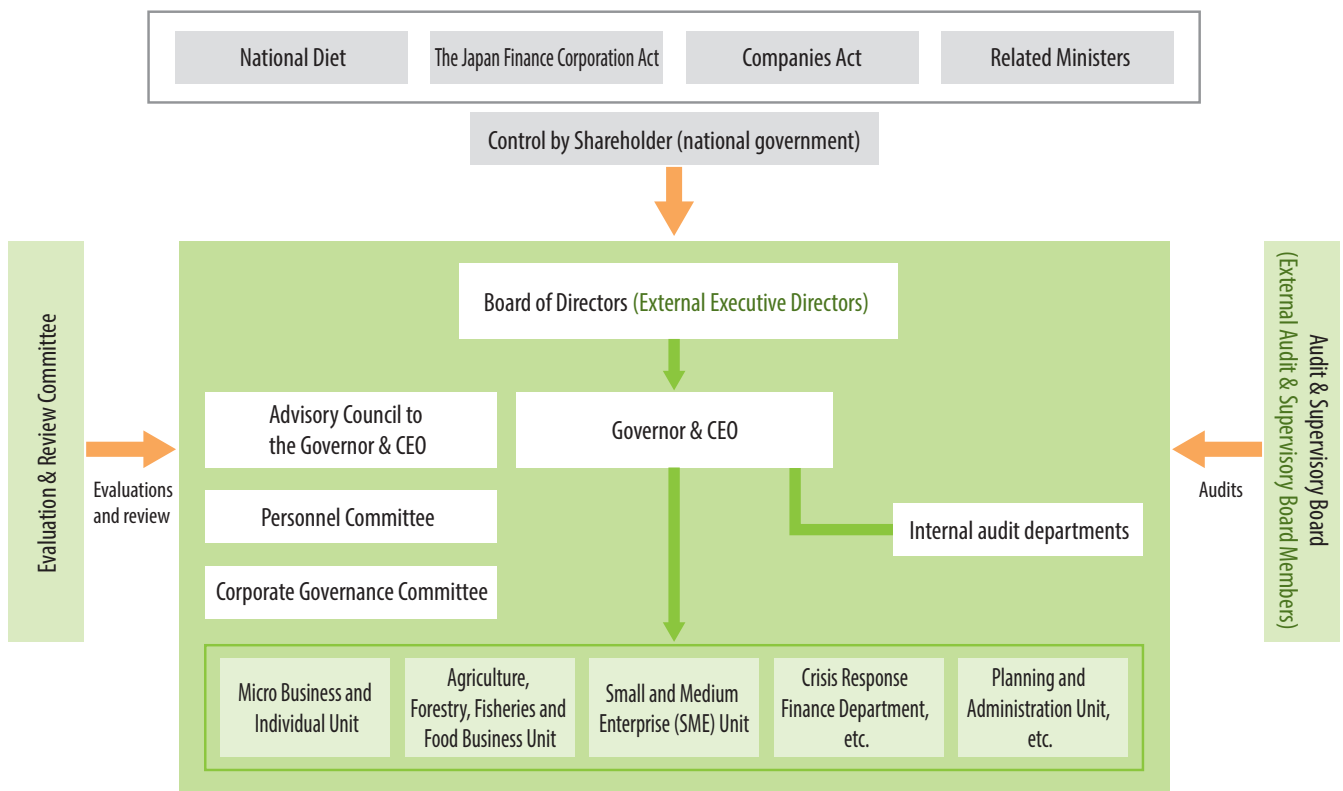 National Diet
The Japan Finance Corporation Act
Companies Act
Related Ministers
Control by Shareholder (national government)
Evaluation & Review Committee
Evaluations
and review
Board of Directors (External Executive Directors)
Advisory Council to
the Governor & CEO
Governor & CEO
Personnel Committee
Internal audit departments
Corporate Governance Committee
Micro Business and
Individual Unit
Agriculture,
Forestry, Fisheries and
Food Business Unit
Small and Medium
Enterprise (SME) Unit
Crisis Response
Finance Department,
etc.
Planning and
Administration Unit,
etc.
Audits
Audit & Supervisory Board
(External Audit & Supervisory Board Members)